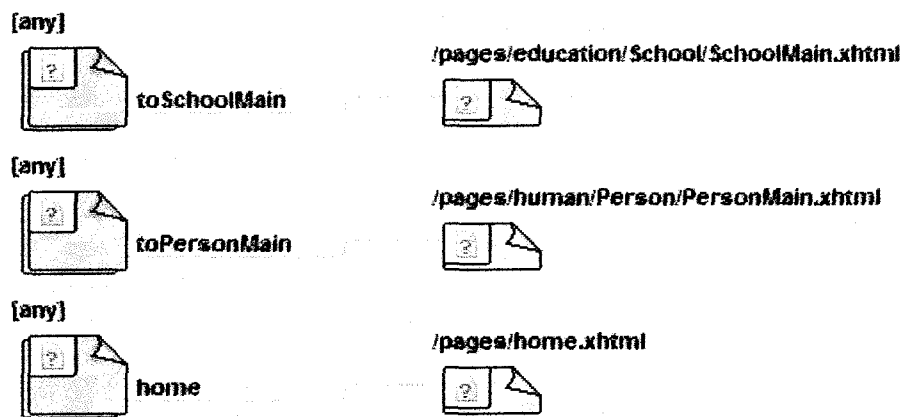 [any]
/pages/education/School/SchoolMain.xhtml
?
toSchoolMain
?
[any]
/pages/human/Person/PersonMain.xhtml
?
toPersonMain
?
[any]
/pages/home.xhtml
?
home
?